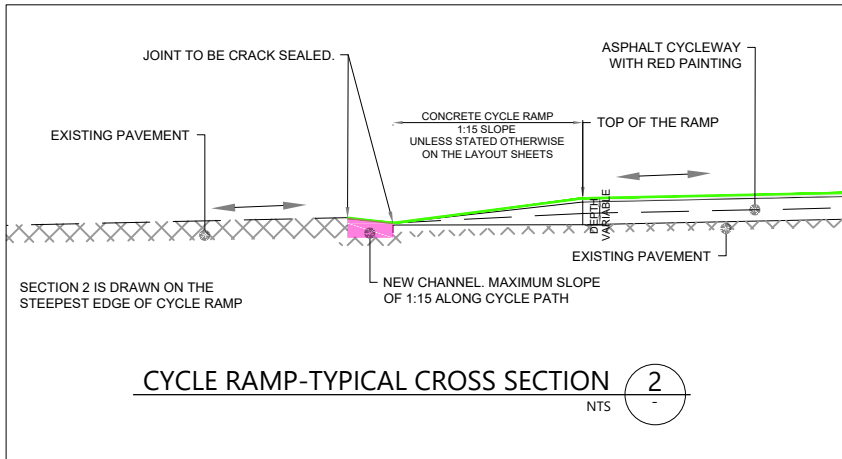 JOINT TO BE CRACK SEALED.
ASPHALT CYCLEWAY
WITH RED PAINTING
CONCRETE CYCLE RAMP
1:15 SLOPE
UNLESS STATED OTHERWISE
ON THE LAYOUT SHEETS
TOP OF THE RAMP
EXISTING PAVEMENT
DEPTH
VARIABLE
EXISTING PAVEMENT
SECTION 2 IS DRAWN ON THE
STEEPEST EDGE OF CYCLE RAMP
NEW CHANNEL. MAXIMUM SLOPE
OF 1:15 ALONG CYCLE PATH
CYCLE RAMP-TYPICAL CROSS SECTION
2
-
NTS